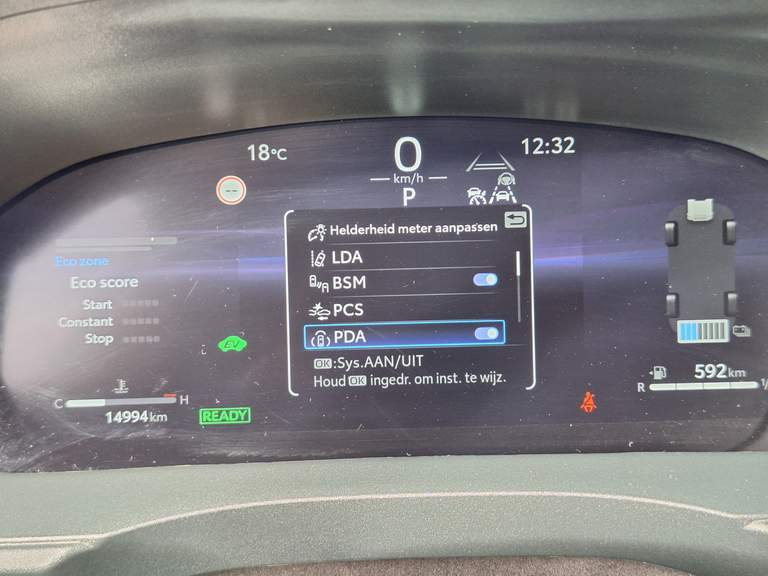 18°C
0
km/h
P
12:32
--
Helderheid meter aanpassen
LDA
BSM
PCS
PDA
OK:Sys.AAN/UIT
Houd OK ingedr. om inst. te wijz.
Eco zone
Eco score
Start
Constant
Stop
EV
C H
14994 km
READY
592 km
R 1/